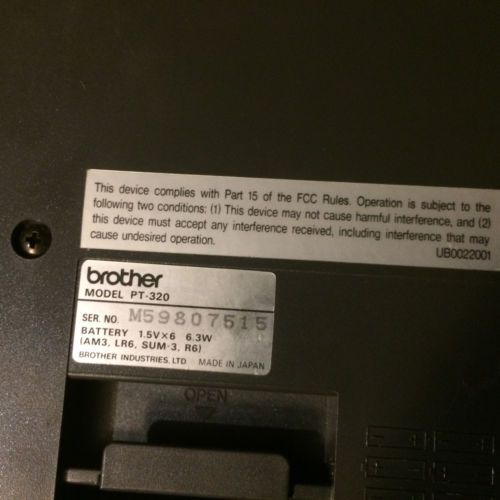 This device complies with Part 15 of the FCC Rules. Operation is subject to the
following two conditions: (1) This device may not cause harmful interference, and (2)
this device must accept any interference received, including interference that may
cause undesired operation.
UB0022001
brother
MODEL PT-320
SER. NO. M59807515
BATTERY 1.5V×6 6.3W
(AM3, LR6, SUM-3, R6)
BROTHER INDUSTRIES, LTD MADE IN JAPAN
OPEN